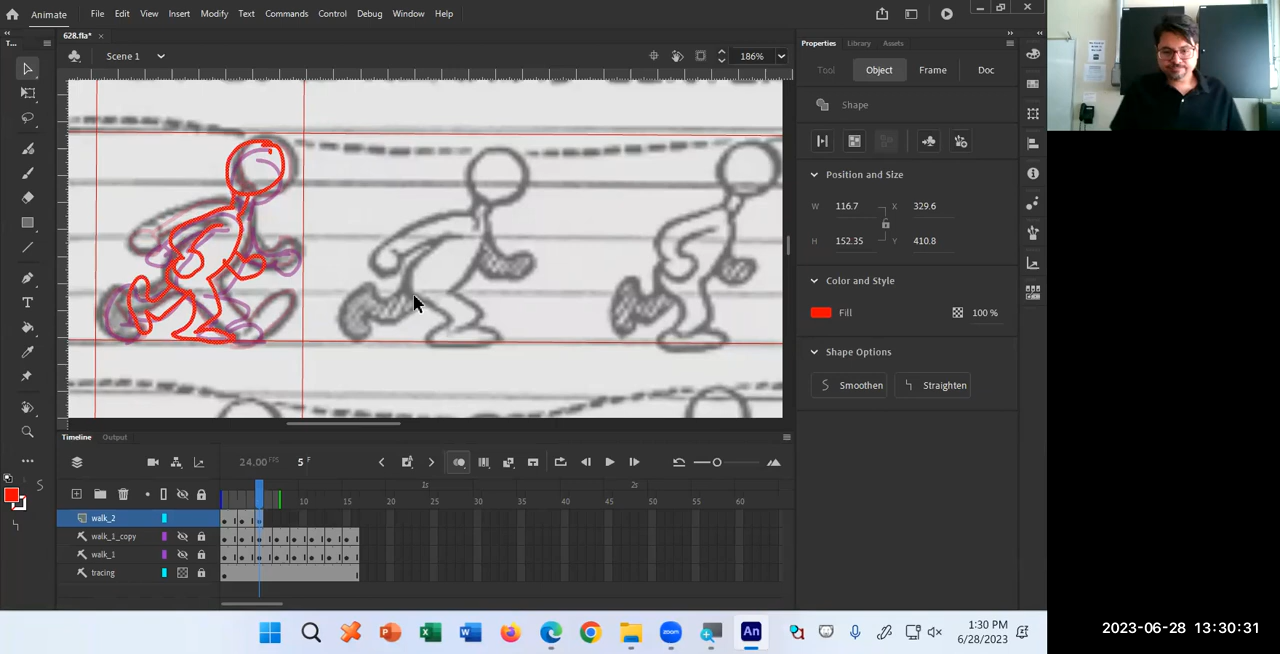 Animate File Edit View Insert Modify Text Commands Control Debug Window Help
628.fla* ×
Scene 1 186%
T...
Properties Library Assets
Tool Object Frame Doc
Shape
Position and Size
W 116.7 X 329.6
H 152.35 Y 410.8
Color and Style
Fill 100 %
Shape Options
Smoothen Straighten
Timeline Output
24.00 FPS 5 F
1s 2s
10 15 20 25 30 35 40 45 50 55 60
walk_2
walk_1_copy
walk_1
tracing
1:30 PM
6/28/2023
2023-06-28 13:30:31